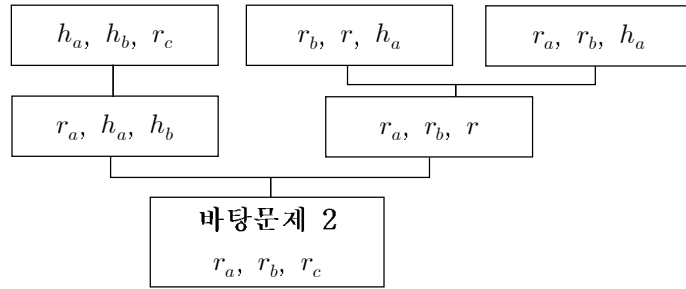 h_a, h_b, r_c
r_b, r, h_a
r_a, r_b, h_a
r_a, h_a, h_b
r_a, r_b, r
바탕문제 2
r_a, r_b, r_c